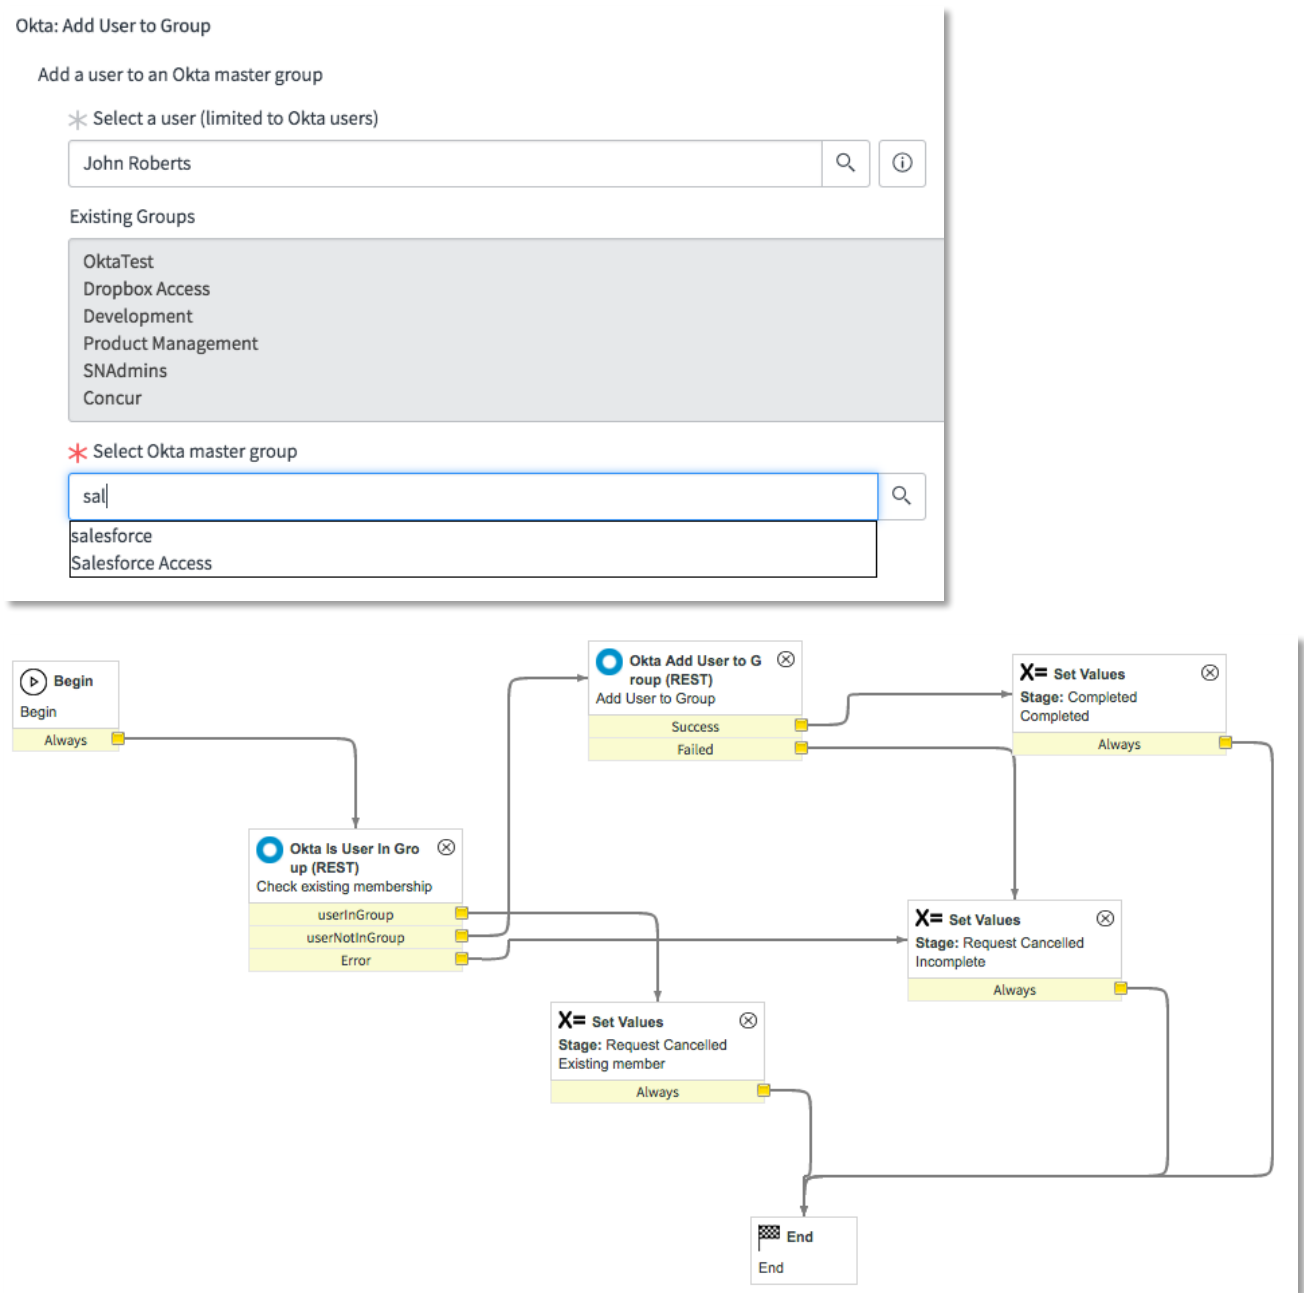 Okta: Add User to Group
Add a user to an Okta master group
Select a user (limited to Okta users)
John Roberts
Existing Groups
OktaTest
Dropbox Access
Development
Product Management
SNAdmins
Concur
Select Okta master group
sal
salesforce
Salesforce Access
Begin
Begin
Always
Okta Is User In Gro
up (REST)
Check existing membership
userInGroup
userNotInGroup
Error
Okta Add User to G
roup (REST)
Add User to Group
Success
Failed
X= Set Values
Stage: Completed
Completed
Always
X= Set Values
Stage: Request Cancelled
Incomplete
Always
X= Set Values
Stage: Request Cancelled
Existing member
Always
End
End